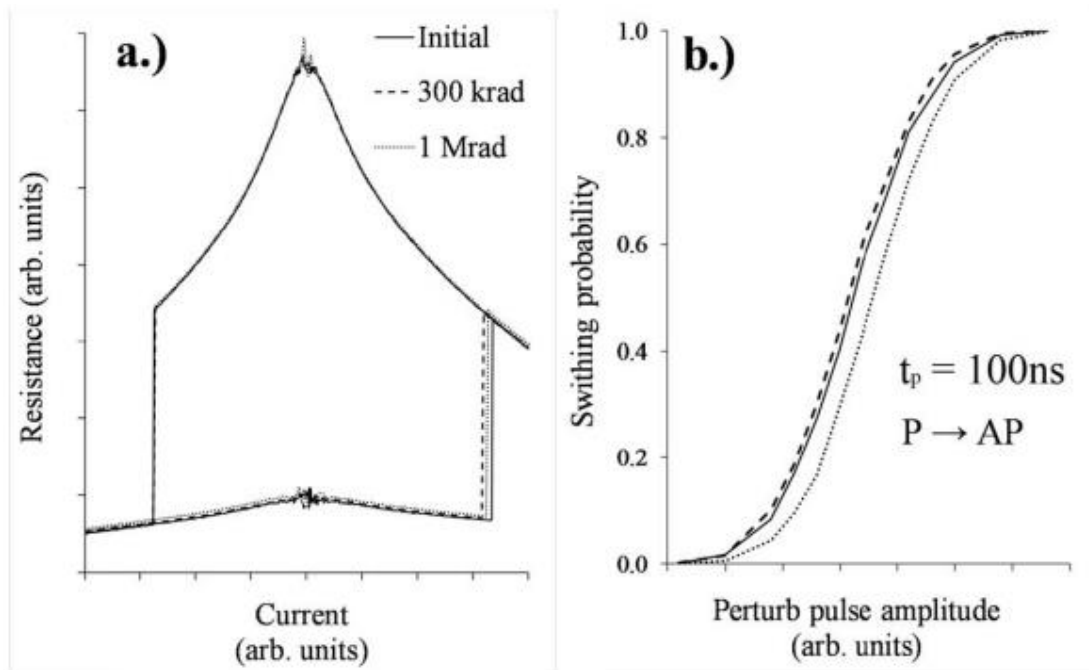 a.)
Initial
300 krad
1 Mrad
Resistance (arb. units)
Current
(arb. units)
b.)
1.0
0.8
0.6
0.4
0.2
0.0
Swithing probability
t_p = 100ns
P → AP
Perturb pulse amplitude
(arb. units)